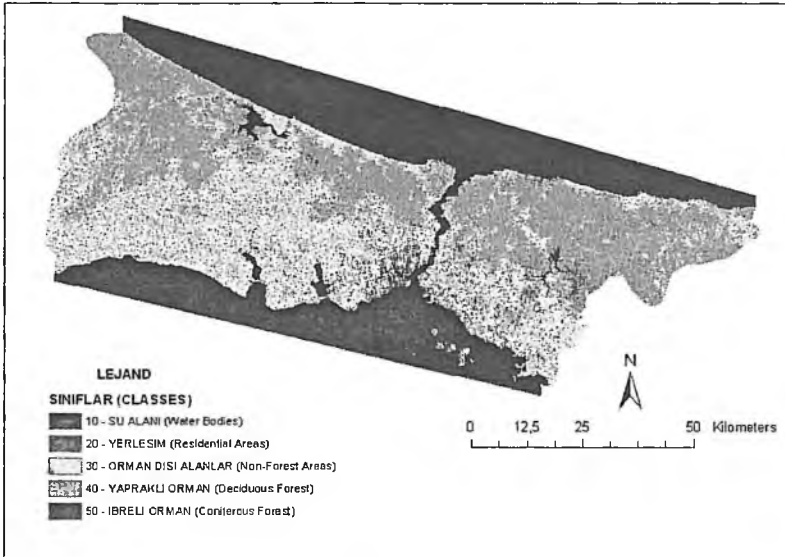 N
0 12,5 25 50 Kilometers
LEJAND
SINIFLAR (CLASSES)
10 - SU ALANI (Water Bodies)
20 - YERLESIM (Residential Areas)
30 - ORMAN DISI ALANLAR (Non-Forest Areas)
40 - YAPRAKLI ORMAN (Deciduous Forest)
50 - IBRELI ORMAN (Coniferous Forest)